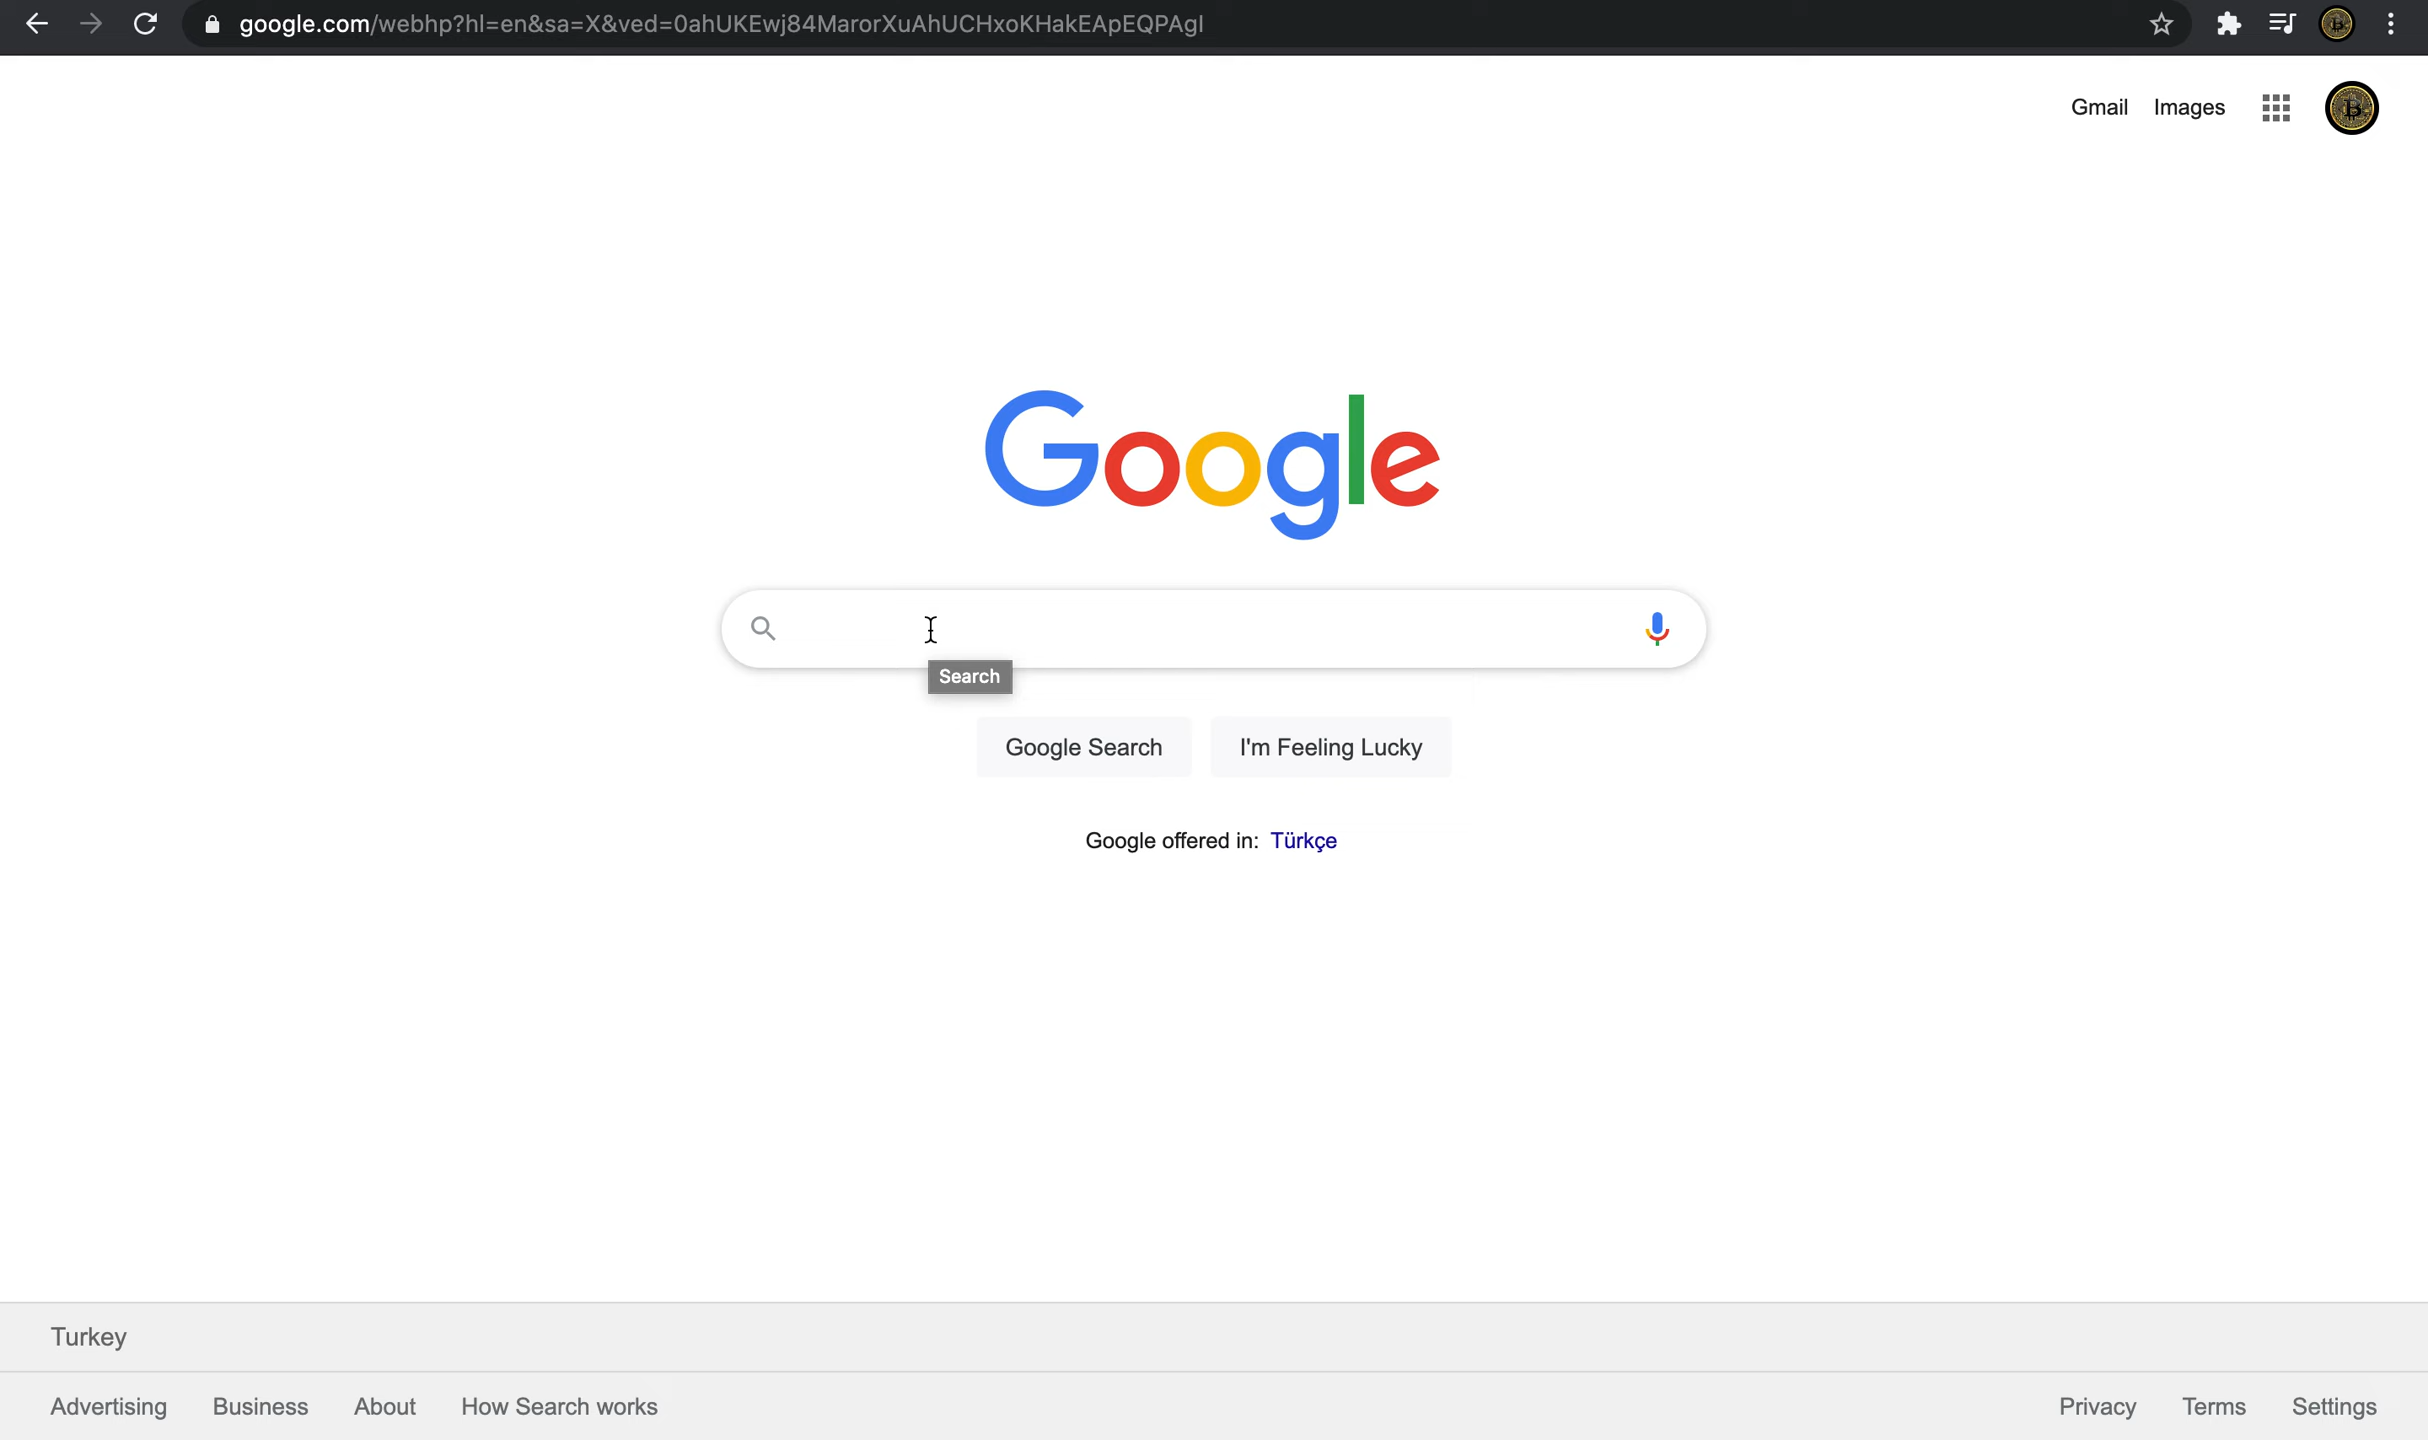 google.com/webhp?hl=en&sa=X&ved=0ahUKEwj84MarorXuAhUCHxoKHakEApEQPAgI
Gmail Images
Google
Search
Google Search I'm Feeling Lucky
Google offered in: Türkçe
Turkey
Advertising Business About How Search works Privacy Terms Settings